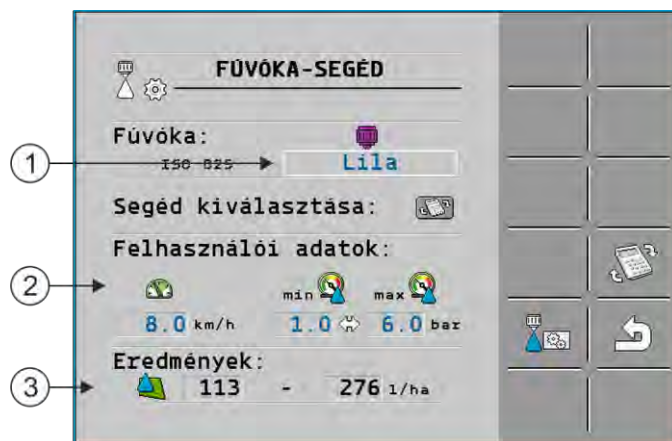 FÚVÓKA-SEGÉD
Fúvóka:
ISO 025
Lila
Segéd kiválasztása:
Felhasználói adatok:
min max
8.0 km/h 1.0 6.0 bar
Eredmények:
113 - 276 l/ha
1
2
3